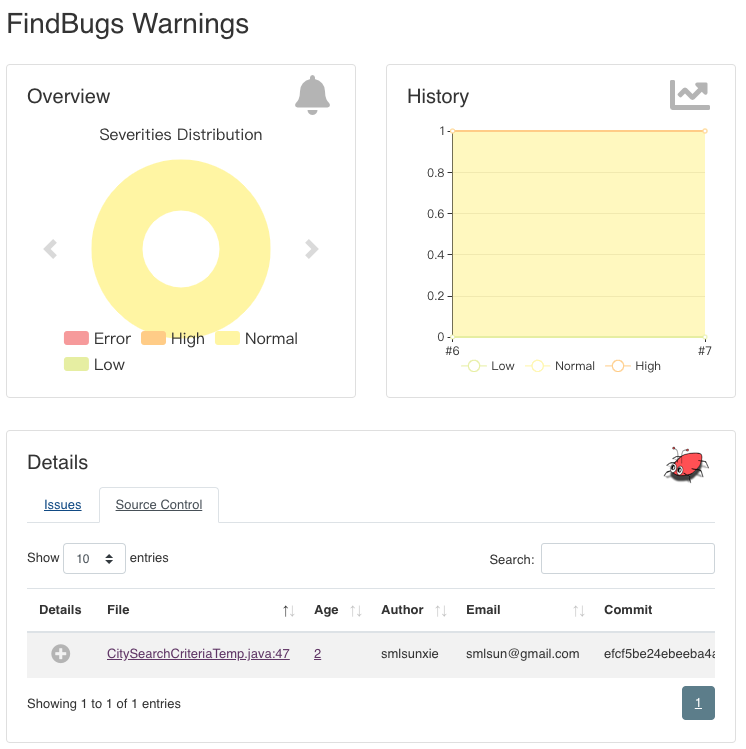 FindBugs Warnings
Overview
Severities Distribution
Error High Normal
Low
History
1
0.8
0.6
0.4
0.2
0
#6 #7
Low Normal High
Details
Issues Source Control
Show 10 entries Search:
Details File Age Author Email Commit
CitySearchCriteriaTemp.java:47 2 smlsunxie smlsun@gmail.com efcf5be24ebeeba4a
Showing 1 to 1 of 1 entries 1